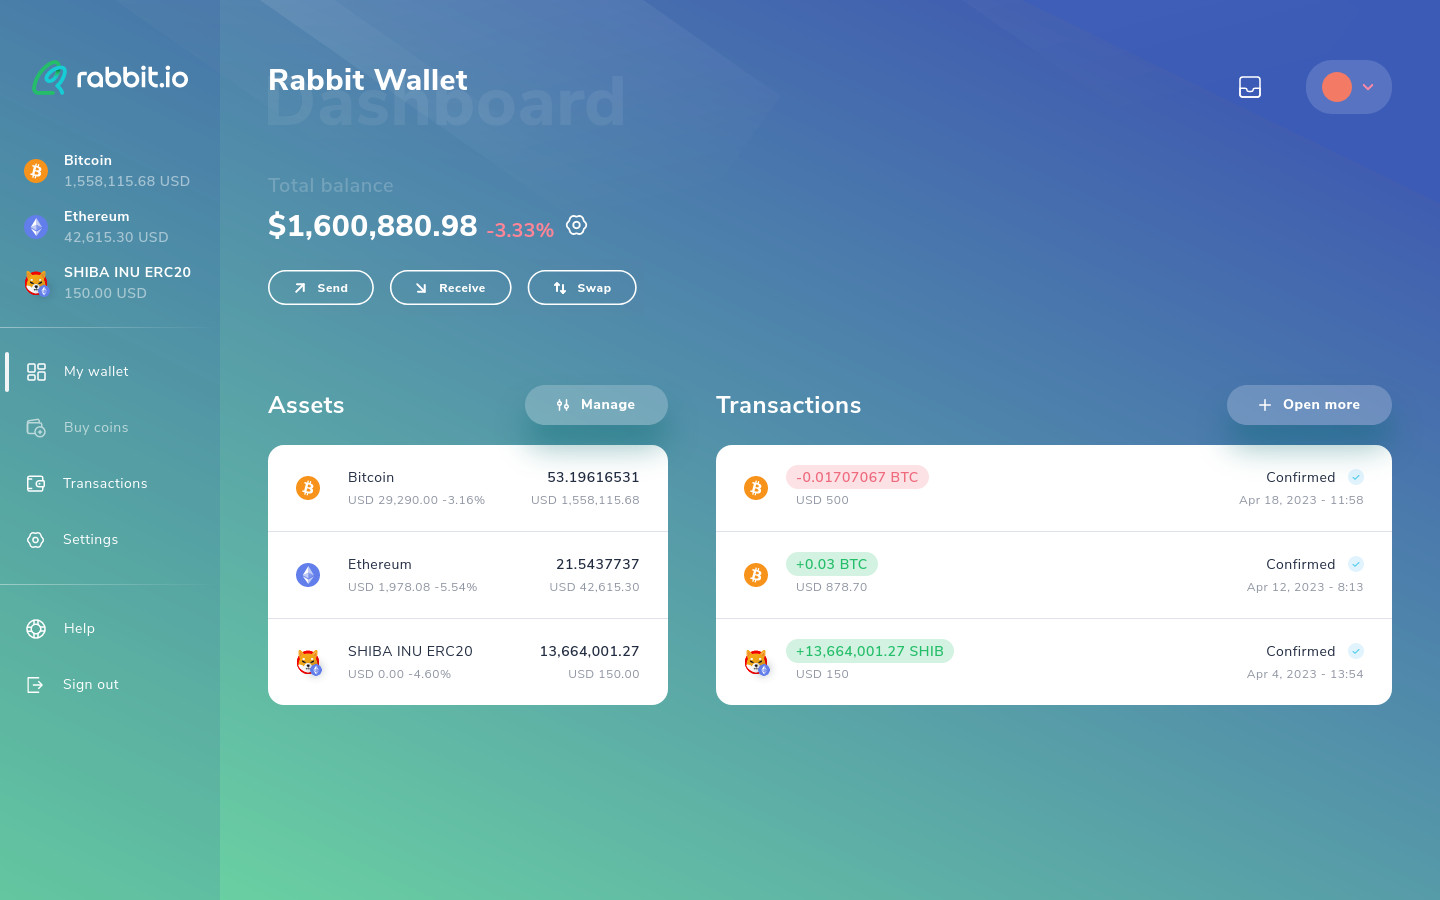 rabbit.io
Bitcoin
1,558,115.68 USD
Ethereum
42,615.30 USD
SHIBA INU ERC20
150.00 USD
My wallet
Buy coins
Transactions
Settings
Help
Sign out
Rabbit Wallet
Dashboard
Total balance
$1,600,880.98 -3.33%
Send Receive Swap
Assets
Manage
Bitcoin 53.19616531
USD 29,290.00 -3.16% USD 1,558,115.68
Ethereum 21.5437737
USD 1,978.08 -5.54% USD 42,615.30
SHIBA INU ERC20 13,664,001.27
USD 0.00 -4.60% USD 150.00
Transactions
Open more
-0.01707067 BTC Confirmed
USD 500 Apr 18, 2023 - 11:58
+0.03 BTC Confirmed
USD 878.70 Apr 12, 2023 - 8:13
+13,664,001.27 SHIB Confirmed
USD 150 Apr 4, 2023 - 13:54